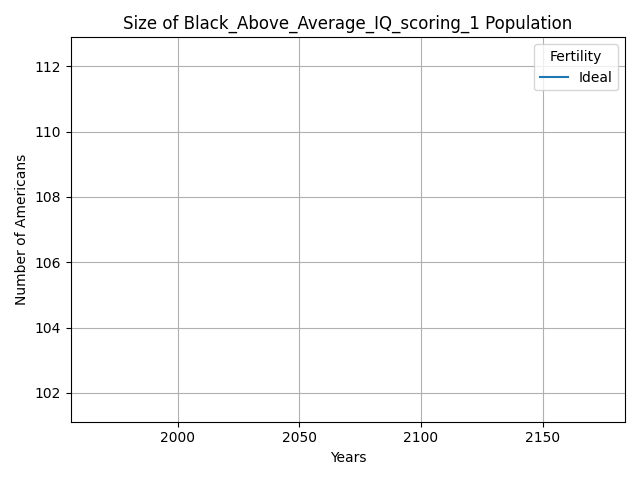 Size of Black_Above_Average_IQ_scoring_1 Population
Fertility
Ideal
112
110
108
106
104
102
Number of Americans
2000
2050
2100
2150
Years